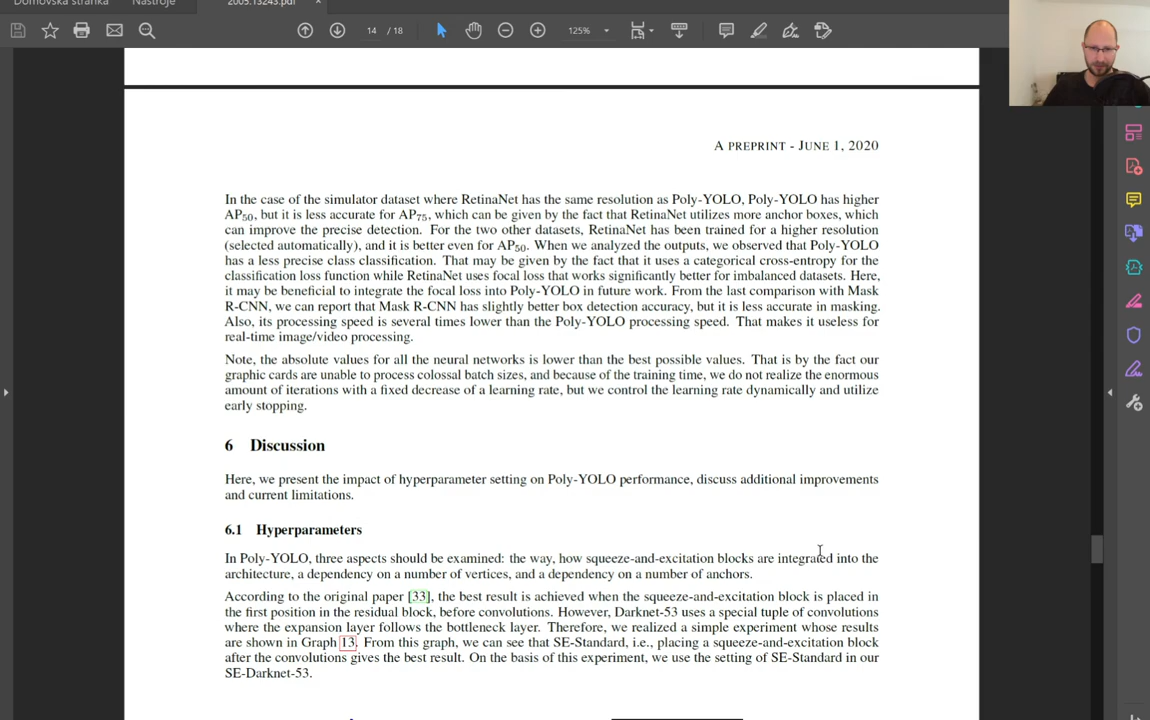 Domovská stránka
Nástroje
2005.13243.pdf
14 / 18
125%
A PREPRINT - JUNE 1, 2020
In the case of the simulator dataset where RetinaNet has the same resolution as Poly-YOLO, Poly-YOLO has higher
AP50, but it is less accurate for AP75, which can be given by the fact that RetinaNet utilizes more anchor boxes, which
can improve the precise detection. For the two other datasets, RetinaNet has been trained for a higher resolution
(selected automatically), and it is better even for AP50. When we analyzed the outputs, we observed that Poly-YOLO
has a less precise class classification. That may be given by the fact that it uses a categorical cross-entropy for the
classification loss function while RetinaNet uses focal loss that works significantly better for imbalanced datasets. Here,
it may be beneficial to integrate the focal loss into Poly-YOLO in future work. From the last comparison with Mask
R-CNN, we can report that Mask R-CNN has slightly better box detection accuracy, but it is less accurate in masking.
Also, its processing speed is several times lower than the Poly-YOLO processing speed. That makes it useless for
real-time image/video processing.
Note, the absolute values for all the neural networks is lower than the best possible values. That is by the fact our
graphic cards are unable to process colossal batch sizes, and because of the training time, we do not realize the enormous
amount of iterations with a fixed decrease of a learning rate, but we control the learning rate dynamically and utilize
early stopping.
6 Discussion
Here, we present the impact of hyperparameter setting on Poly-YOLO performance, discuss additional improvements
and current limitations.
6.1 Hyperparameters
In Poly-YOLO, three aspects should be examined: the way, how squeeze-and-excitation blocks are integrated into the
architecture, a dependency on a number of vertices, and a dependency on a number of anchors.
According to the original paper [33], the best result is achieved when the squeeze-and-excitation block is placed in
the first position in the residual block, before convolutions. However, Darknet-53 uses a special tuple of convolutions
where the expansion layer follows the bottleneck layer. Therefore, we realized a simple experiment whose results
are shown in Graph 13. From this graph, we can see that SE-Standard, i.e., placing a squeeze-and-excitation block
after the convolutions gives the best result. On the basis of this experiment, we use the setting of SE-Standard in our
SE-Darknet-53.